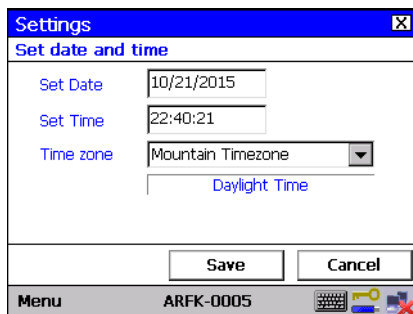 Settings X
Set date and time
Set Date 10/21/2015
Set Time 22:40:21
Time zone Mountain Timezone
Daylight Time
Save Cancel
Menu ARFK-0005